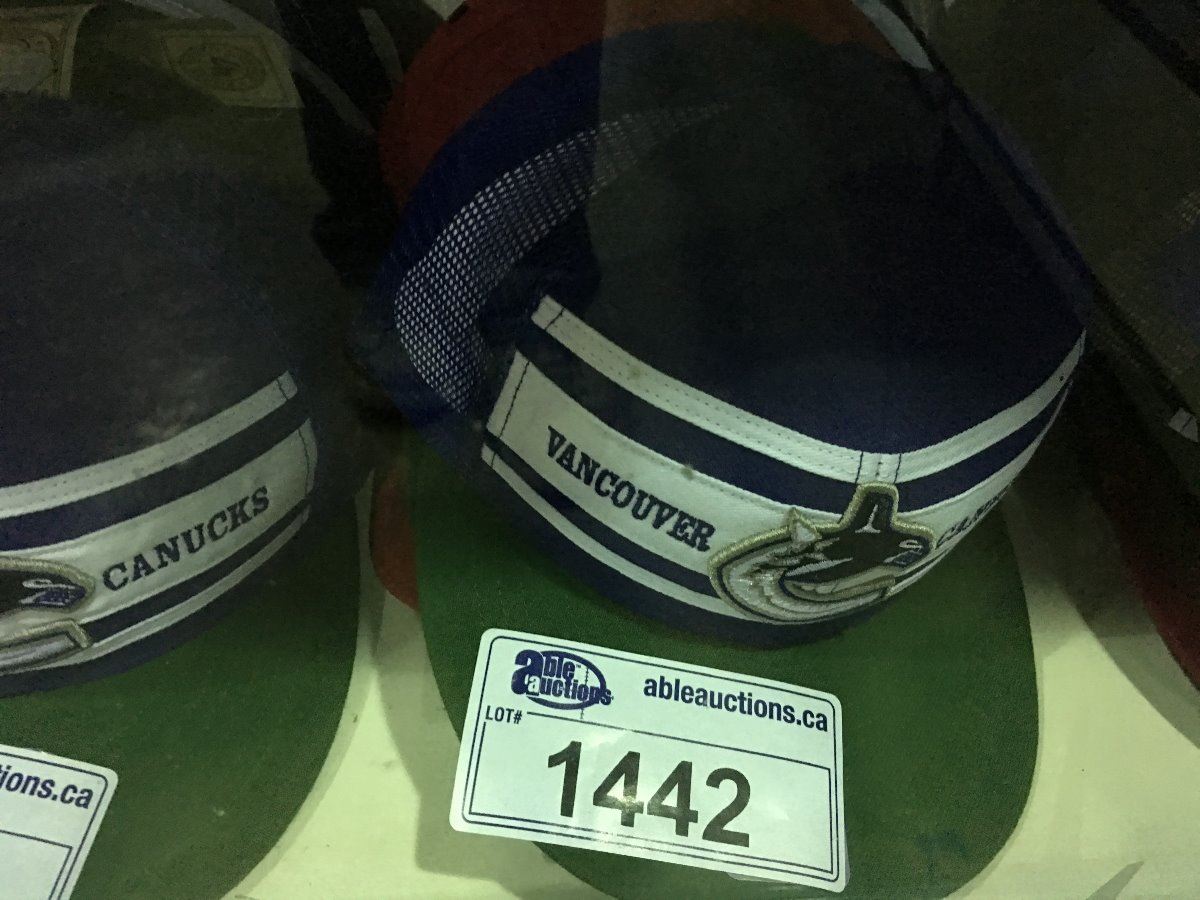 CANUCKS
VANCOUVER
able auctions
ableauctions.ca
LOT#
1442
ions.ca